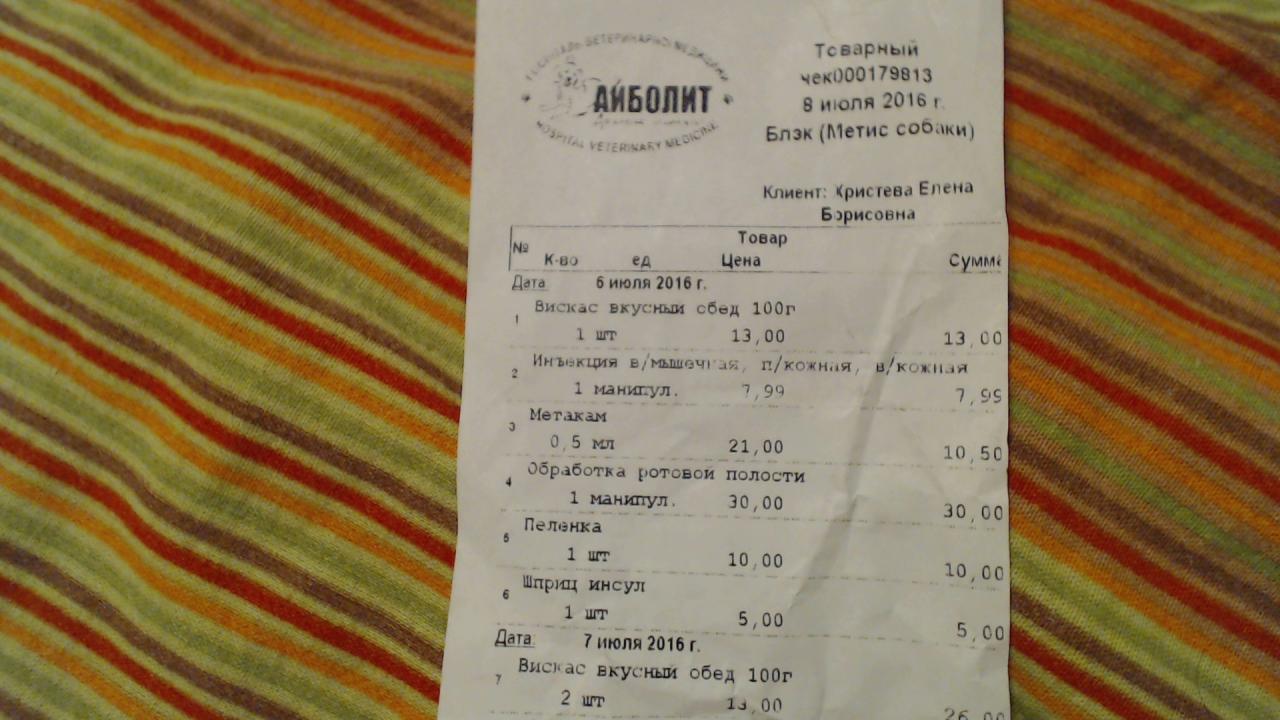 ГОСПИТАЛЬ ВЕТЕРИНАРНОЙ МЕДИЦИНИ
АЙБОЛИТ
HOSPITAL VETERINARY MEDICINE
Товарный
чек000179813
8 июля 2016 г.
Блэк (Метис собаки)
Клиент: Христева Елена
Борисовна
№ Товар
К-во ед Цена Сумма
Дата: 6 июля 2016 г.
1 Вискас вкусный обед 100г
1 шт 13,00 13,00
2 Инъекция в/мышечная, п/кожная, в/кожная
1 манипул. 7,99 7,99
3 Метакам
0,5 мл 21,00 10,50
4 Обработка ротовой полости
1 манипул. 30,00 30,00
5 Пеленка
1 шт 10,00 10,00
6 Шприц инсул
1 шт 5,00 5,00
Дата: 7 июля 2016 г.
7 Вискас вкусный обед 100г
2 шт 13,00 26,00